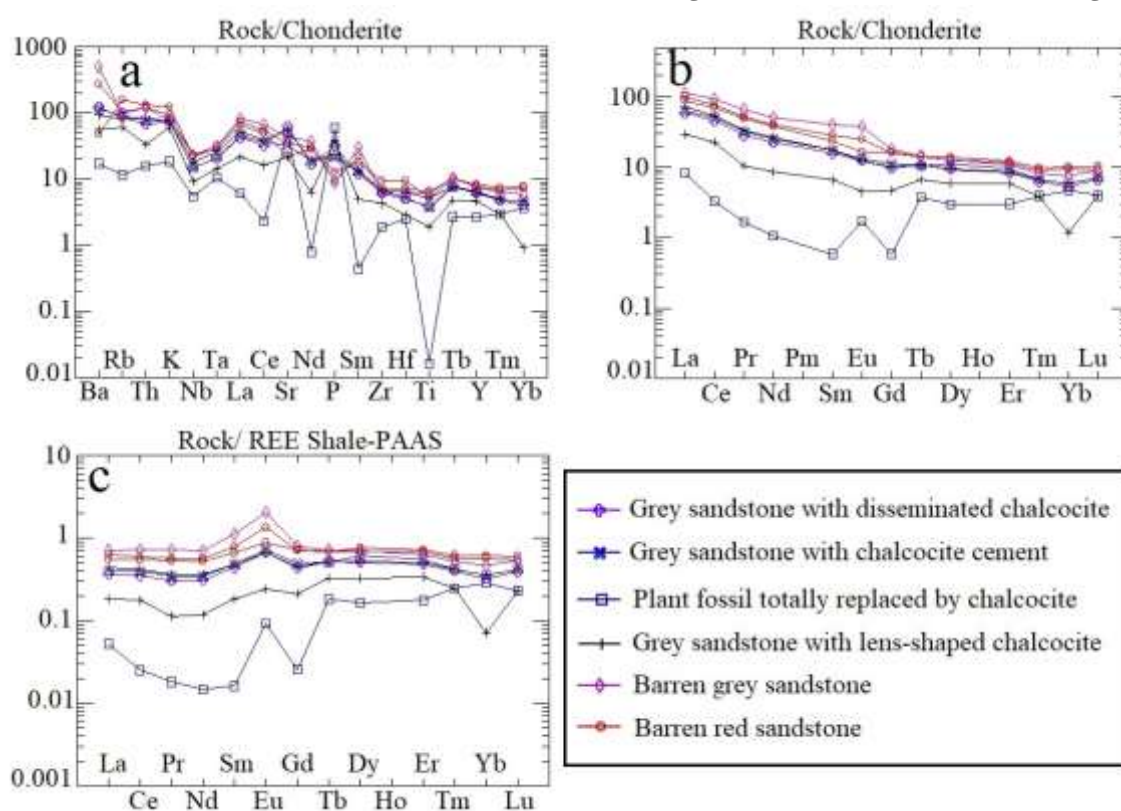 Rock/Chonderite
a
1000
100
10
1
0.1
0.01
Rb K Ta Ce Nd Sm Hf Tb Tm
Ba Th Nb La Sr P Zr Ti Y Yb
Rock/Chonderite
b
100
10
1
0.1
0.01
La Pr Pm Eu Tb Ho Tm Lu
Ce Nd Sm Gd Dy Er Yb
Rock/ REE Shale-PAAS
c
10
1
0.1
0.01
0.001
La Pr Sm Gd Dy Er Yb
Ce Nd Eu Tb Ho Tm Lu
Grey sandstone with disseminated chalcocite
Grey sandstone with chalcocite cement
Plant fossil totally replaced by chalcocite
Grey sandstone with lens-shaped chalcocite
Barren grey sandstone
Barren red sandstone